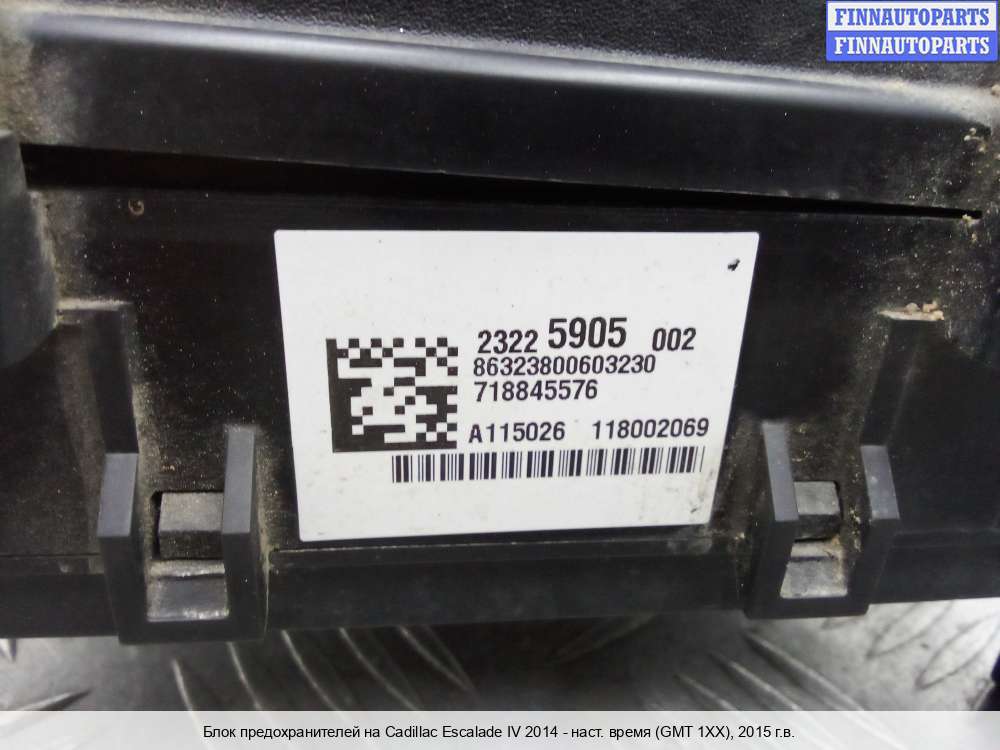 FINNAUTOPARTS
FINNAUTOPARTS
2322 5905 002
86323800603230
718845576
A115026 118002069
Блок предохранителей на Cadillac Escalade IV 2014 - наст. время (GMT 1XX), 2015 г.в.